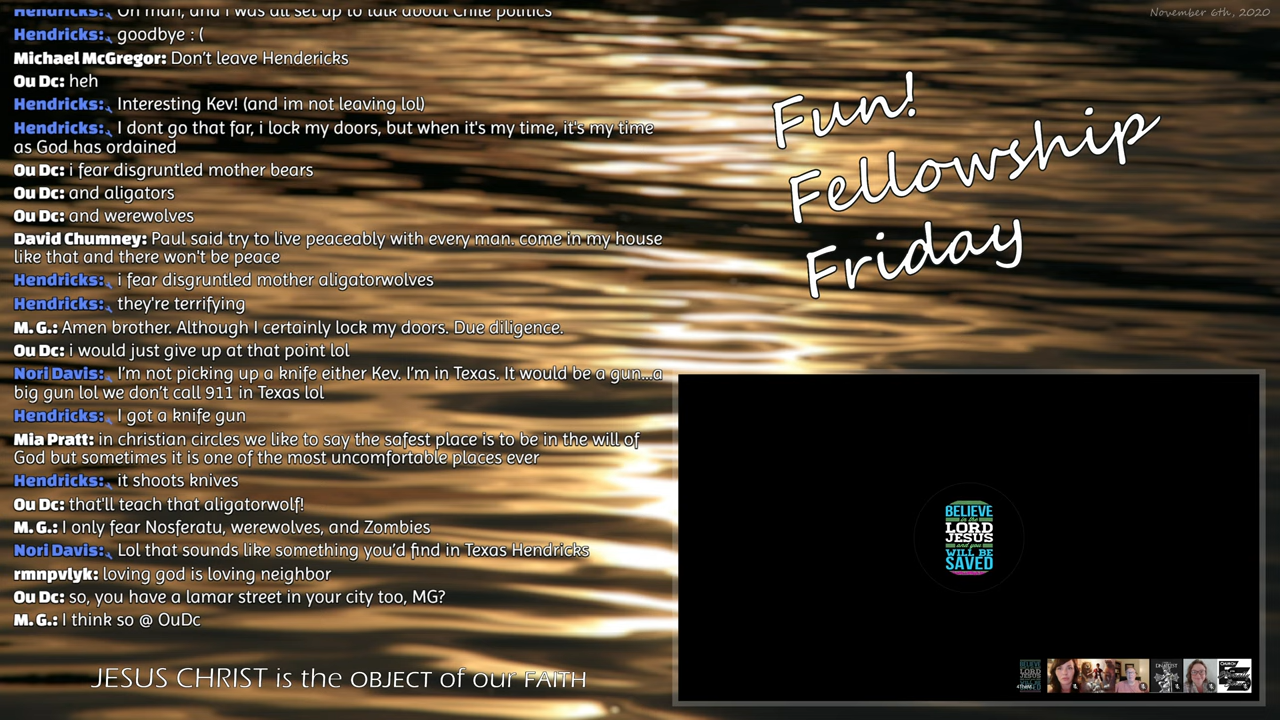 Hendricks: Oh man, and I was all set up to talk about Chile politics
Hendricks: goodbye : (
Michael McGregor: Don't leave Hendericks
Ou Dc: heh
Hendricks: Interesting Kev! (and im not leaving lol)
Hendricks: I dont go that far, i lock my doors, but when it's my time, it's my time
as God has ordained
Ou Dc: i fear disgruntled mother bears
Ou Dc: and aligators
Ou Dc: and werewolves
David Chumney: Paul said try to live peaceably with every man. come in my house
like that and there won't be peace
Hendricks: i fear disgruntled mother aligatorwolves
Hendricks: they're terrifying
M. G.: Amen brother. Although I certainly lock my doors. Due diligence.
Ou Dc: i would just give up at that point lol
Nori Davis: I'm not picking up a knife either Kev. I'm in Texas. It would be a gun...a
big gun lol we don't call 911 in Texas lol
Hendricks: I got a knife gun
Mia Pratt: in christian circles we like to say the safest place is to be in the will of
God but sometimes it is one of the most uncomfortable places ever
Hendricks: it shoots knives
Ou Dc: that'll teach that aligatorwolf!
M. G.: I only fear Nosferatu, werewolves, and Zombies
Nori Davis: Lol that sounds like something you'd find in Texas Hendricks
rmnpvlyk: loving god is loving neighbor
Ou Dc: so, you have a lamar street in your city too, MG?
M. G.: I think so @ OuDc
JESUS CHRIST is the OBJECT of our FAITH
November 6th, 2020
Fun!
Fellowship
Friday
BELIEVE
in the
LORD
JESUS
and you
WILL BE
SAVED